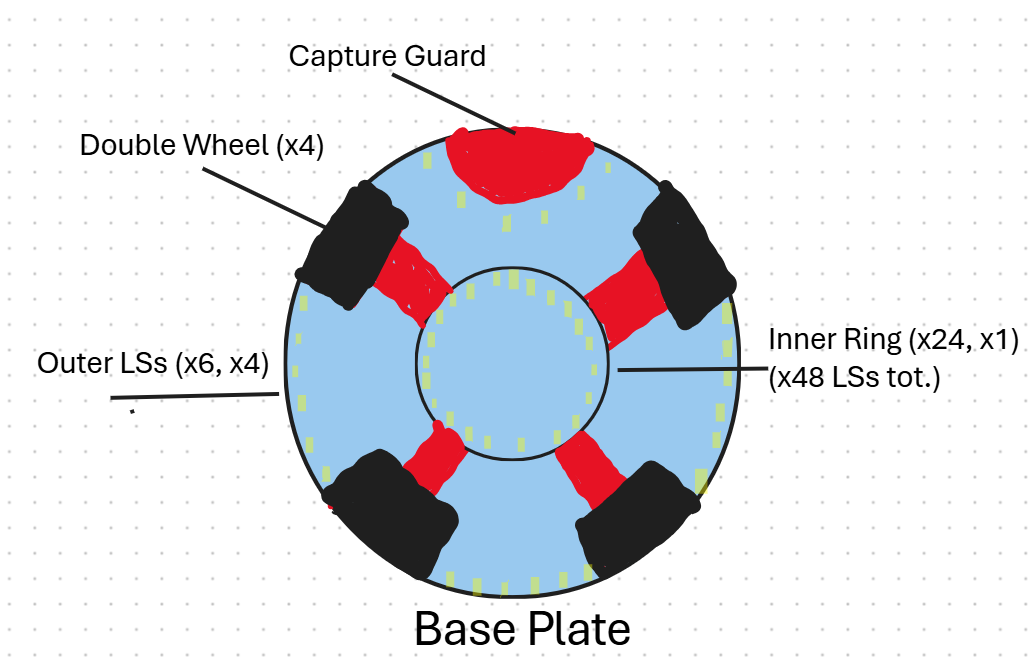 Capture Guard
Double Wheel (x4)
Outer LSs (x6, x4)
Inner Ring (x24, x1)
(x48 LSs tot.)
Base Plate